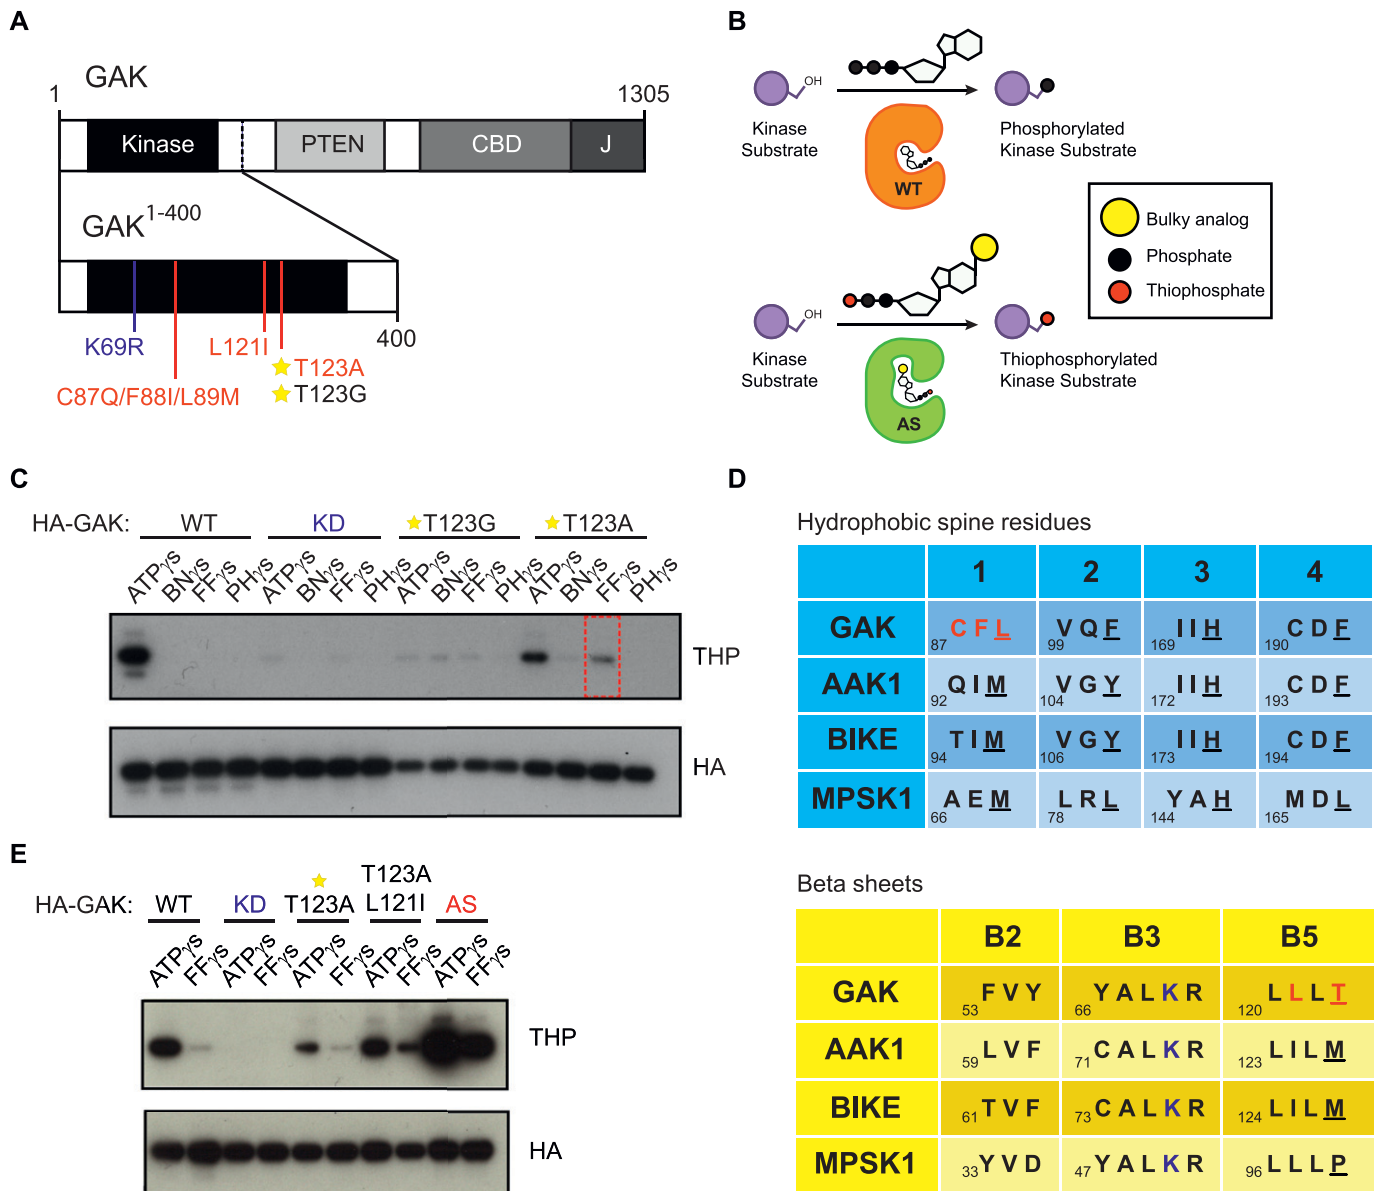 A
GAK
1
1305
Kinase
PTEN
CBD
J
GAK1-400
400
K69R
L121I
T123A
T123G
C87Q/F88I/L89M
B
OH
Kinase
Substrate
Phosphorylated
Kinase Substrate
WT
Bulky analog
Phosphate
Thiophosphate
OH
Kinase
Substrate
Thiophosphorylated
Kinase Substrate
AS
C
HA-GAK: WT KD T123G T123A
ATPγs BNγs FFγs PHγs ATPγs BNγs FFγs PHγs ATPγs BNγs FFγs PHγs ATPγs BNγs FFγs PHγs
THP
HA
D
Hydrophobic spine residues
1 2 3 4
GAK 87 C F L 99 V Q F 169 I I H 190 C D F
AAK1 92 Q I M 104 V G Y 172 I I H 193 C D F
BIKE 94 T I M 106 V G Y 173 I I H 194 C D F
MPSK1 66 A E M 78 L R L 144 Y A H 165 M D L
E
T123A
HA-GAK: WT KD T123A L121I AS
ATPγs FFγs ATPγs FFγs ATPγs FFγs ATPγs FFγs ATPγs FFγs
THP
HA
Beta sheets
B2 B3 B5
GAK 53 F V Y 66 Y A L K R 120 L L L T
AAK1 59 L V F 71 C A L K R 123 L I L M
BIKE 61 T V F 73 C A L K R 124 L I L M
MPSK1 33 Y V D 47 Y A L K R 96 L L L P